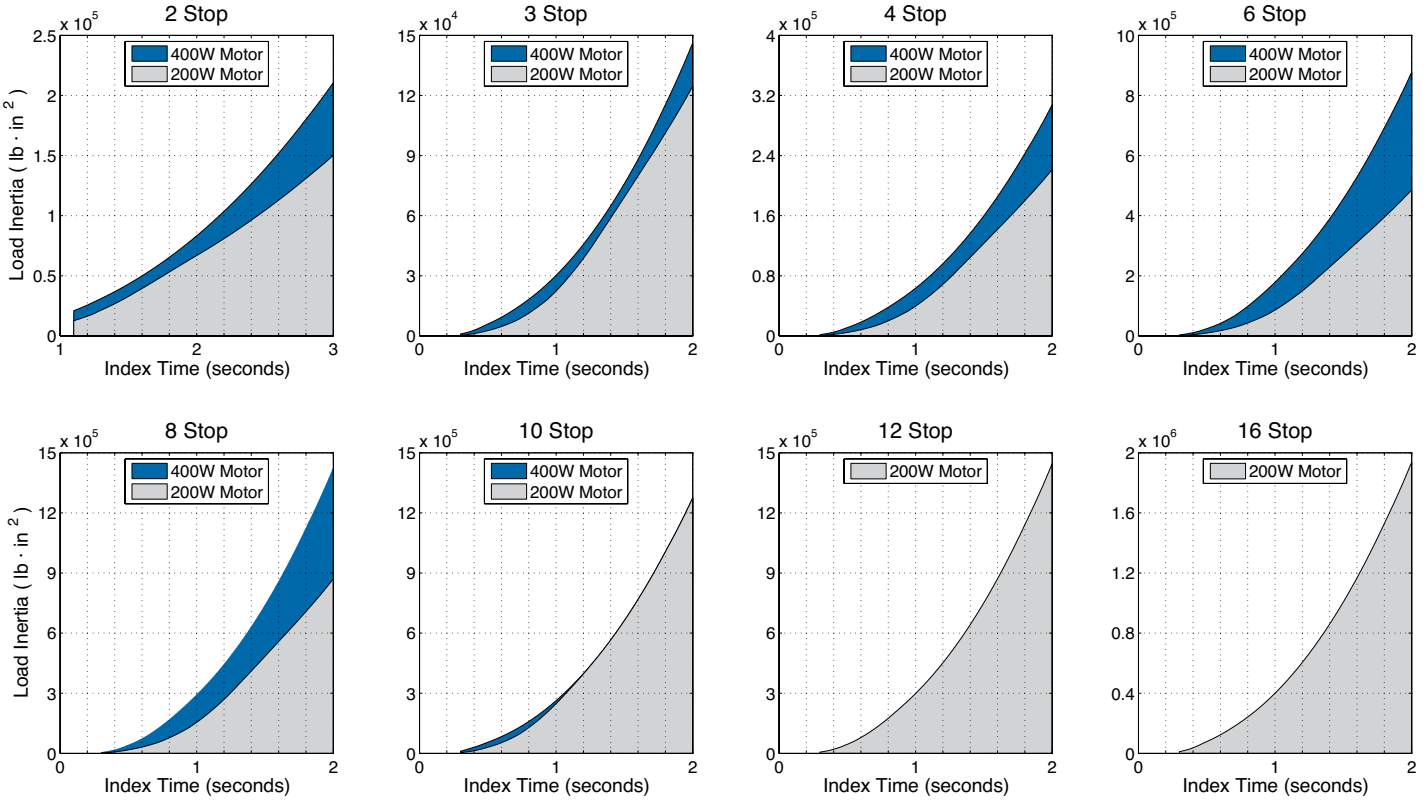 2 Stop
x 10^5
400W Motor
200W Motor
2.5
2
1.5
1
0.5
0
1
2
3
Load Inertia ( lb · in ^2 )
Index Time (seconds)
3 Stop
x 10^4
400W Motor
200W Motor
15
12
9
6
3
0
0
1
2
Index Time (seconds)
4 Stop
x 10^5
400W Motor
200W Motor
4
3.2
2.4
1.6
0.8
0
0
1
2
Index Time (seconds)
6 Stop
x 10^5
400W Motor
200W Motor
10
8
6
4
2
0
0
1
2
Index Time (seconds)
8 Stop
x 10^5
400W Motor
200W Motor
15
12
9
6
3
0
0
1
2
Load Inertia ( lb · in ^2 )
Index Time (seconds)
10 Stop
x 10^5
400W Motor
200W Motor
15
12
9
6
3
0
0
1
2
Index Time (seconds)
12 Stop
x 10^5
200W Motor
15
12
9
6
3
0
0
1
2
Index Time (seconds)
16 Stop
x 10^6
200W Motor
2
1.6
1.2
0.8
0.4
0
0
1
2
Index Time (seconds)